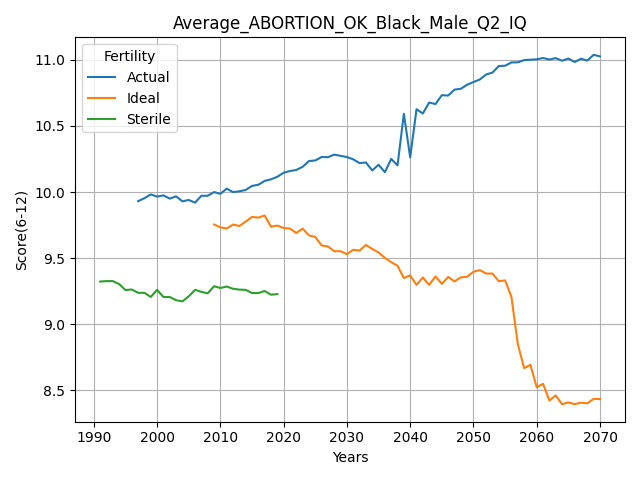 Average_ABORTION_OK_Black_Male_Q2_IQ
Fertility
Actual
Ideal
Sterile
Score(6-12)
11.0
10.5
10.0
9.5
9.0
8.5
1990 2000 2010 2020 2030 2040 2050 2060 2070
Years